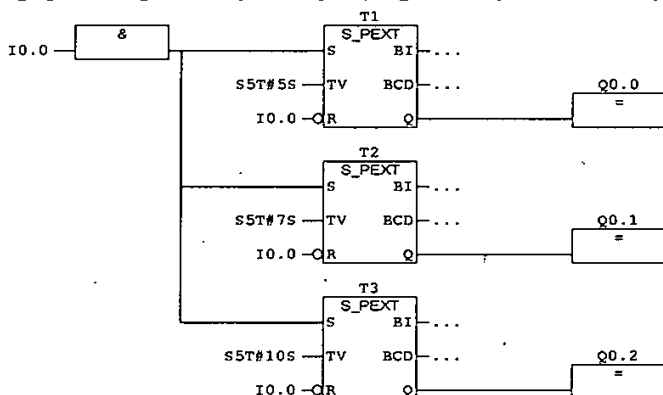 T1
& S_PEXT
I0.0 S BI ...
S5T#5S TV BCD ... Q0.0
=
I0.0 R Q
T2
S_PEXT
S BI ...
S5T#7S TV BCD ... Q0.1
=
I0.0 R Q
T3
S_PEXT
S BI ...
S5T#10S TV BCD ... Q0.2
=
I0.0 R Q